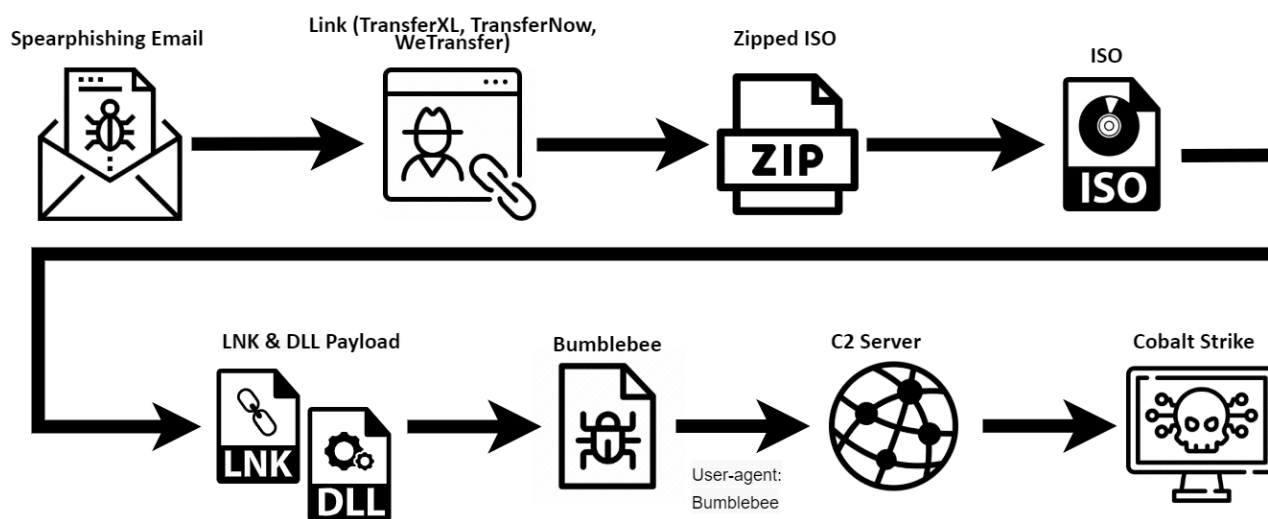 Spearphishing Email
Link (TransferXL, TransferNow,
WeTransfer)
Zipped ISO
ISO
ZIP
ISO
LNK & DLL Payload
Bumblebee
C2 Server
Cobalt Strike
LNK
DLL
User-agent:
Bumblebee